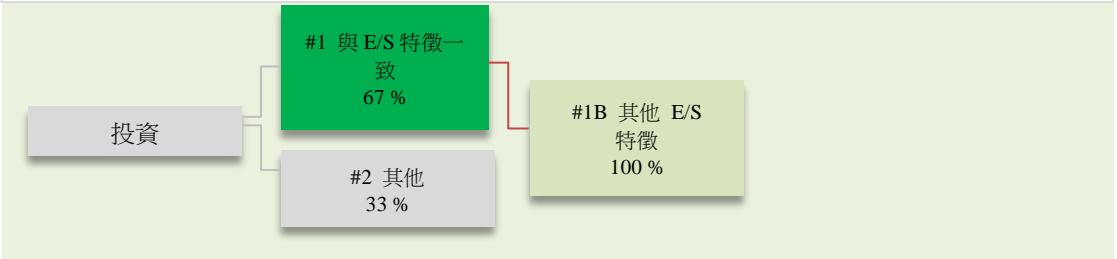 投資
#1 與 E/S 特徵一
致
67 %
#2 其他
33 %
#1B 其他 E/S
特徵
100 %